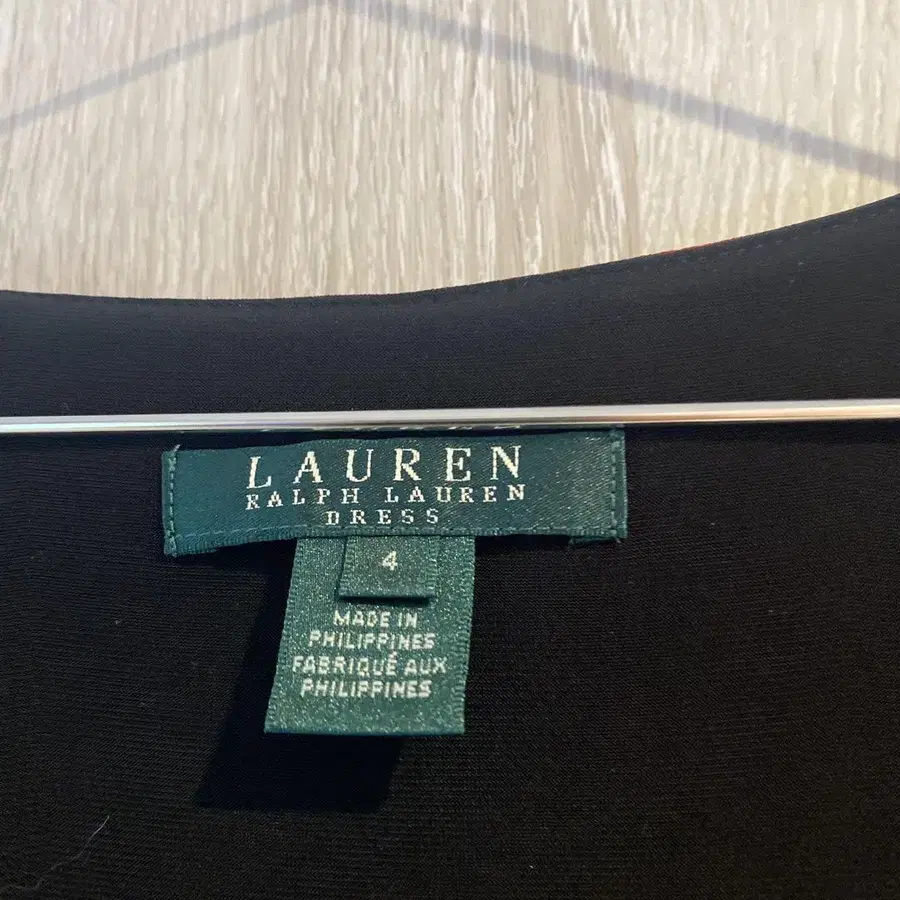 LAUREN
RALPH LAUREN
DRESS
4
MADE IN
PHILIPPINES
FABRIQUÉ AUX
PHILIPPINES